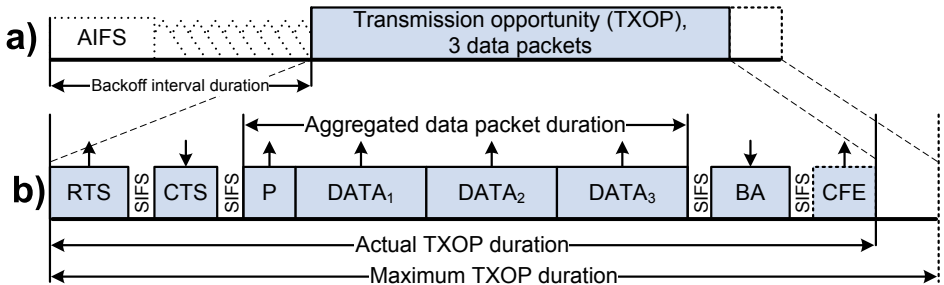 a)
AIFS
Transmission opportunity (TXOP),
3 data packets
Backoff interval duration
Aggregated data packet duration
b)
RTS SIFS CTS SIFS P DATA₁ DATA₂ DATA₃ SIFS BA SIFS CFE
Actual TXOP duration
Maximum TXOP duration